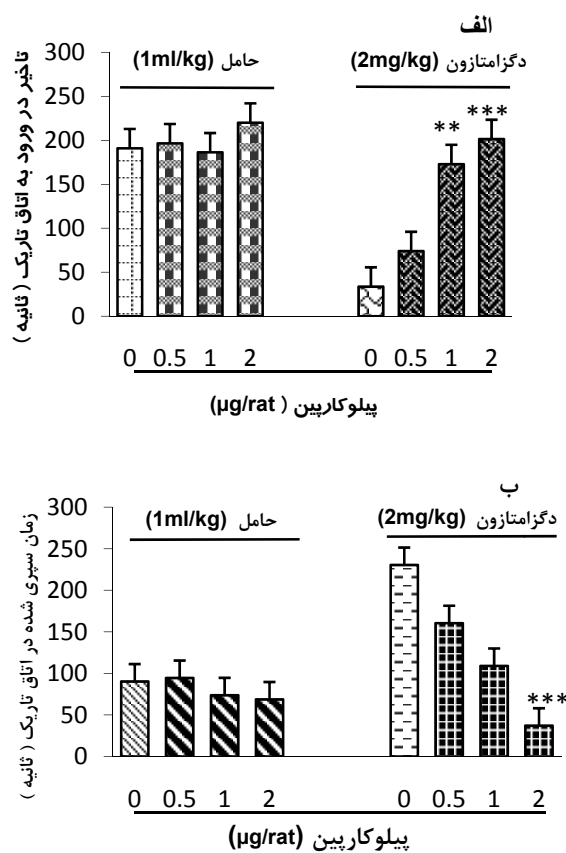 الف
حامل (1ml/kg)
دگزامتازون (2mg/kg)
تاخیر در ورود به اتاق تاریک ( ثانیه )
300
250
200
150
100
50
0
** ***
0 0.5 1 2 0 0.5 1 2
پیلوکارپین ( µg/rat)
ب
حامل (1ml/kg)
دگزامتازون (2mg/kg)
زمان سپری شده در اتاق تاریک ( ثانیه )
300
250
200
150
100
50
0
***
0 0.5 1 2 0 0.5 1 2
پیلوکارپین (µg/rat)